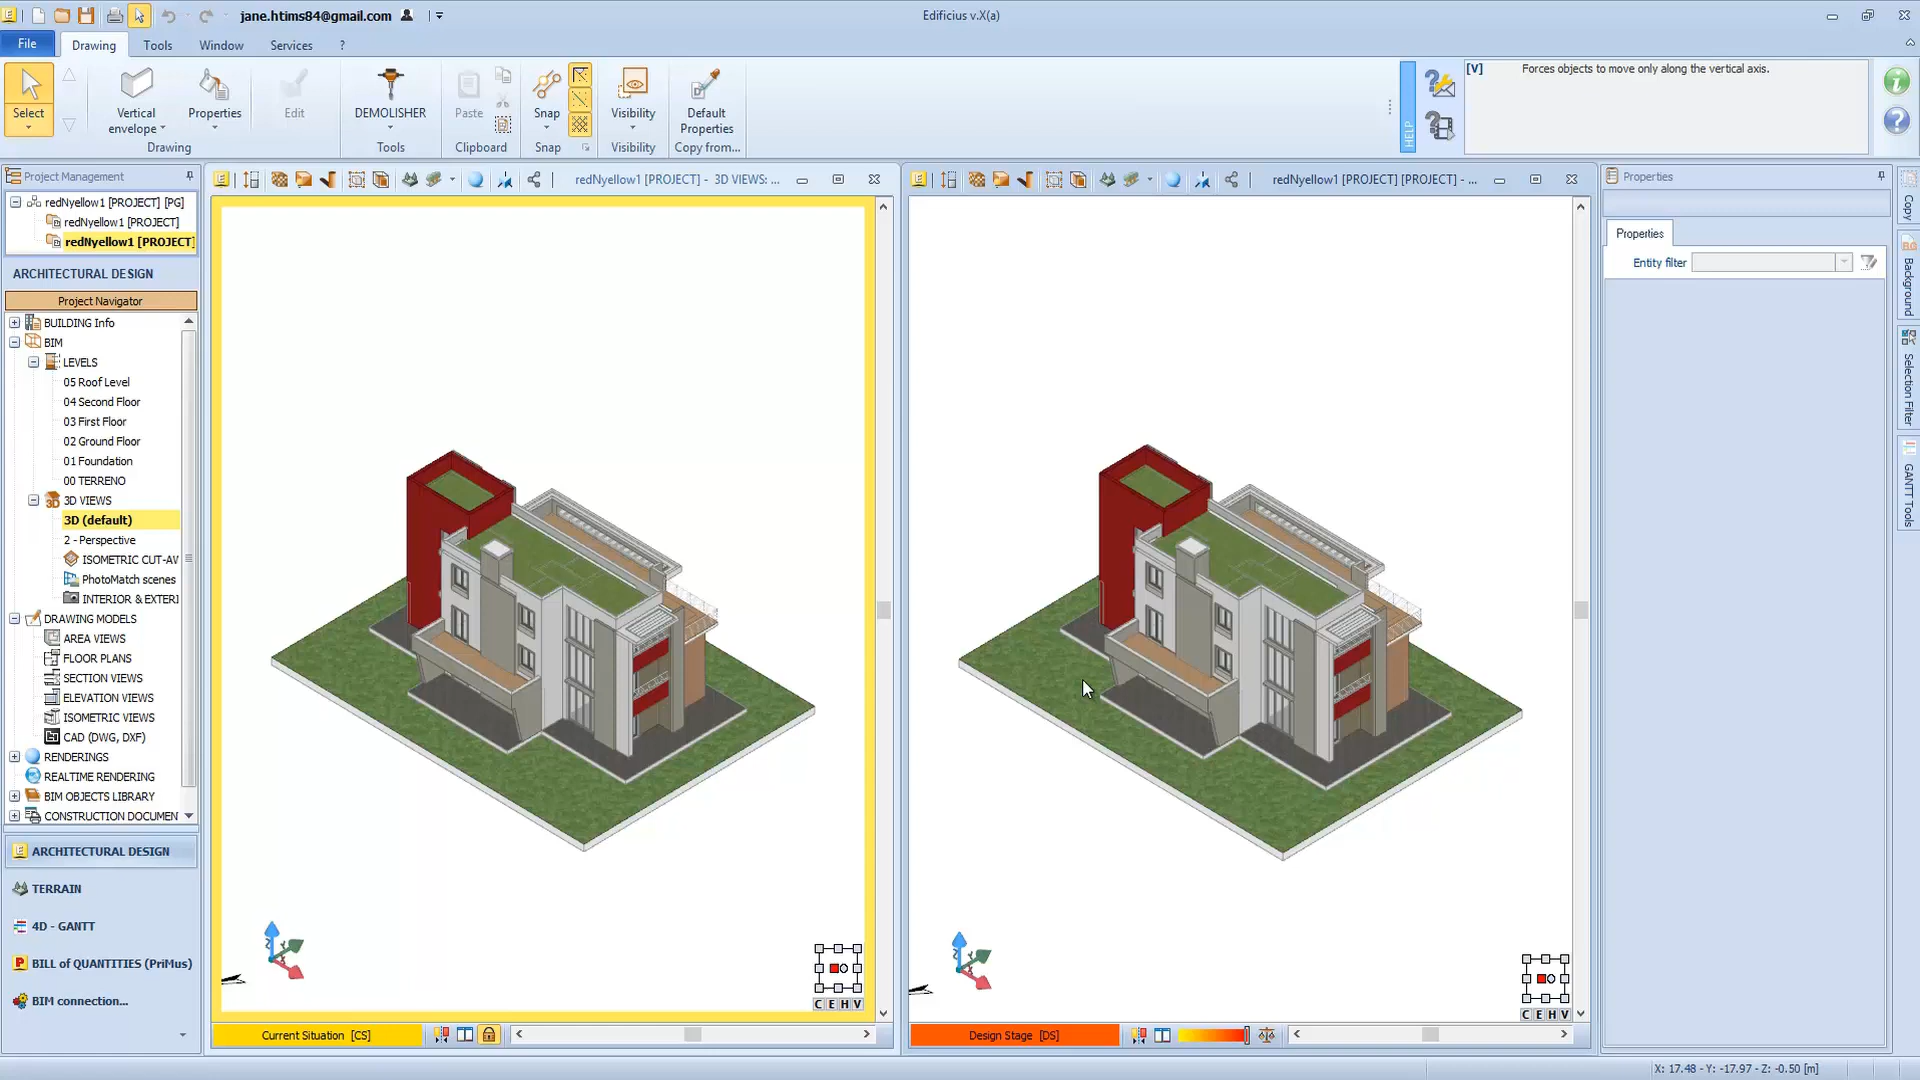 jane.htims84@gmail.com
Edificius v.X(a)
File
Drawing
Tools
Window
Services
?
Select
Vertical
envelope
Properties
Edit
DEMOLISHER
Paste
Snap
Visibility
Default
Properties
Drawing
Tools
Clipboard
Snap
Visibility
Copy from...
HELP
[V]
Forces objects to move only along the vertical axis.
Project Management
redNyellow1 [PROJECT] [PG]
redNyellow1 [PROJECT]
redNyellow1 [PROJECT]
ARCHITECTURAL DESIGN
Project Navigator
BUILDING Info
BIM
LEVELS
05 Roof Level
04 Second Floor
03 First Floor
02 Ground Floor
01 Foundation
00 TERRENO
3D VIEWS
3D (default)
2 - Perspective
ISOMETRIC CUT-AV
PhotoMatch scenes
INTERIOR & EXTERI
DRAWING MODELS
AREA VIEWS
FLOOR PLANS
SECTION VIEWS
ELEVATION VIEWS
ISOMETRIC VIEWS
CAD (DWG, DXF)
RENDERINGS
REALTIME RENDERING
BIM OBJECTS LIBRARY
CONSTRUCTION DOCUMEN
ARCHITECTURAL DESIGN
TERRAIN
4D - GANTT
BILL of QUANTITIES (PriMus)
BIM connection...
redNyellow1 [PROJECT] - 3D VIEWS: ...
C E H V
Current Situation [CS]
redNyellow1 [PROJECT] [PROJECT] - ...
C E H V
Design Stage [DS]
Properties
Properties
Entity filter
Copy
Background
Selection Filter
GANTT Tools
X: 17.48 - Y: -17.97 - Z: -0.50 [m]